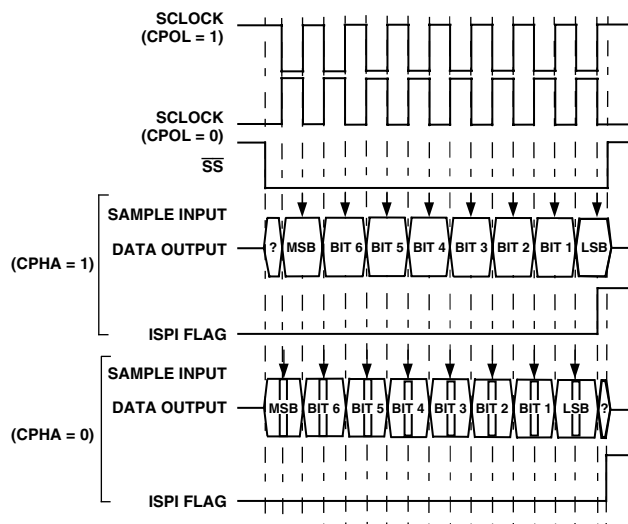 SCLOCK
(CPOL = 1)
SCLOCK
(CPOL = 0)
SS
SAMPLE INPUT
(CPHA = 1)
DATA OUTPUT
? MSB BIT 6 BIT 5 BIT 4 BIT 3 BIT 2 BIT 1 LSB
ISPI FLAG
SAMPLE INPUT
(CPHA = 0)
DATA OUTPUT
MSB BIT 6 BIT 5 BIT 4 BIT 3 BIT 2 BIT 1 LSB ?
ISPI FLAG